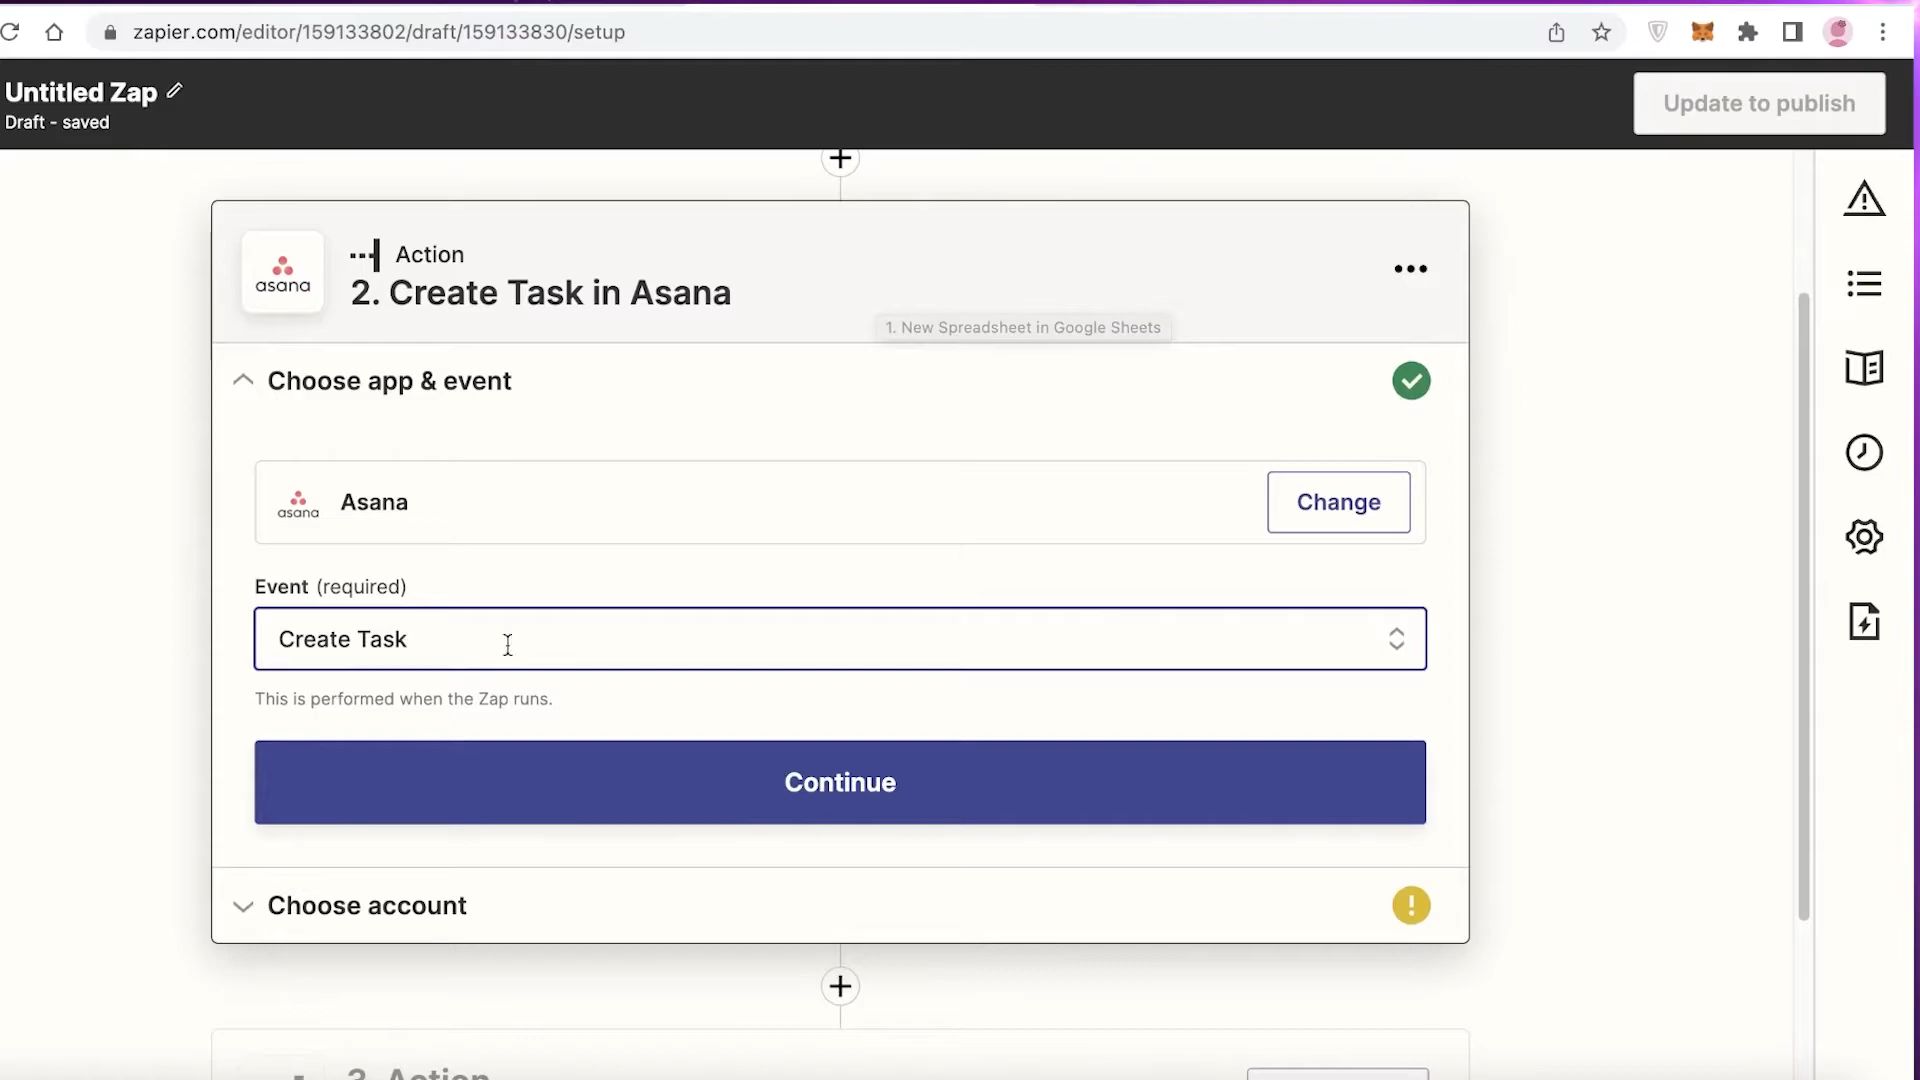 zapier.com/editor/159133802/draft/159133830/setup
Untitled Zap
Draft - saved
Update to publish
asana
Action
2. Create Task in Asana
1. New Spreadsheet in Google Sheets
Choose app & event
asana
Asana
Change
Event (required)
Create Task
This is performed when the Zap runs.
Continue
Choose account
3. Action